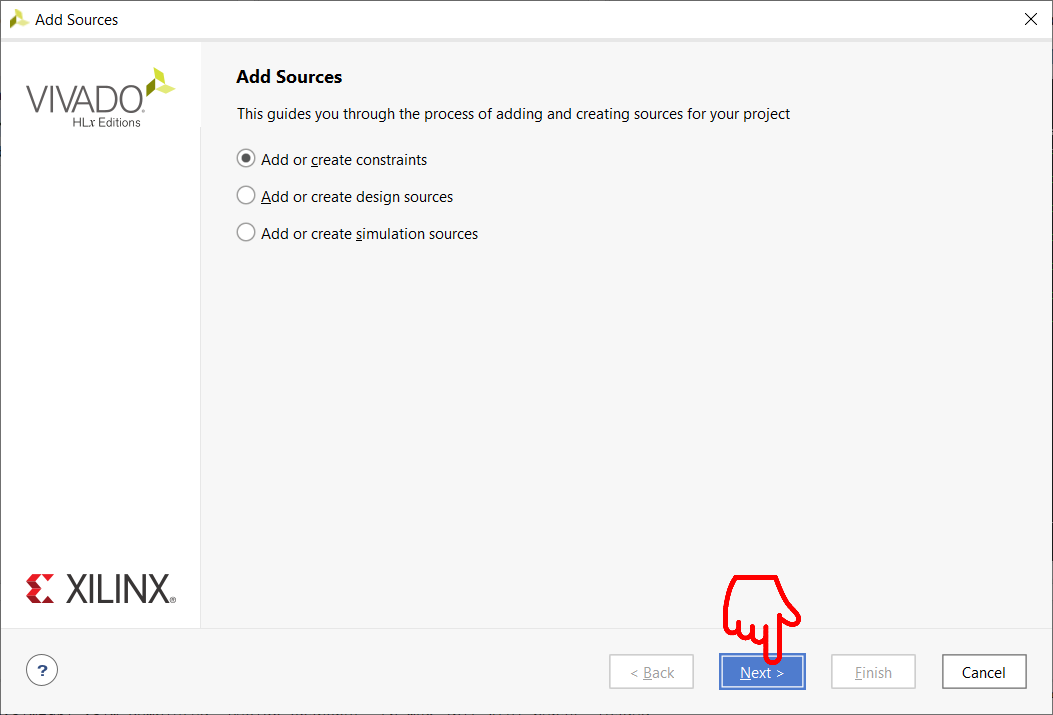 Add Sources
VIVADO.
HLx Editions
Add Sources
This guides you through the process of adding and creating sources for your project
Add or create constraints
Add or create design sources
Add or create simulation sources
XILINX®
?
< Back
Next >
Finish
Cancel